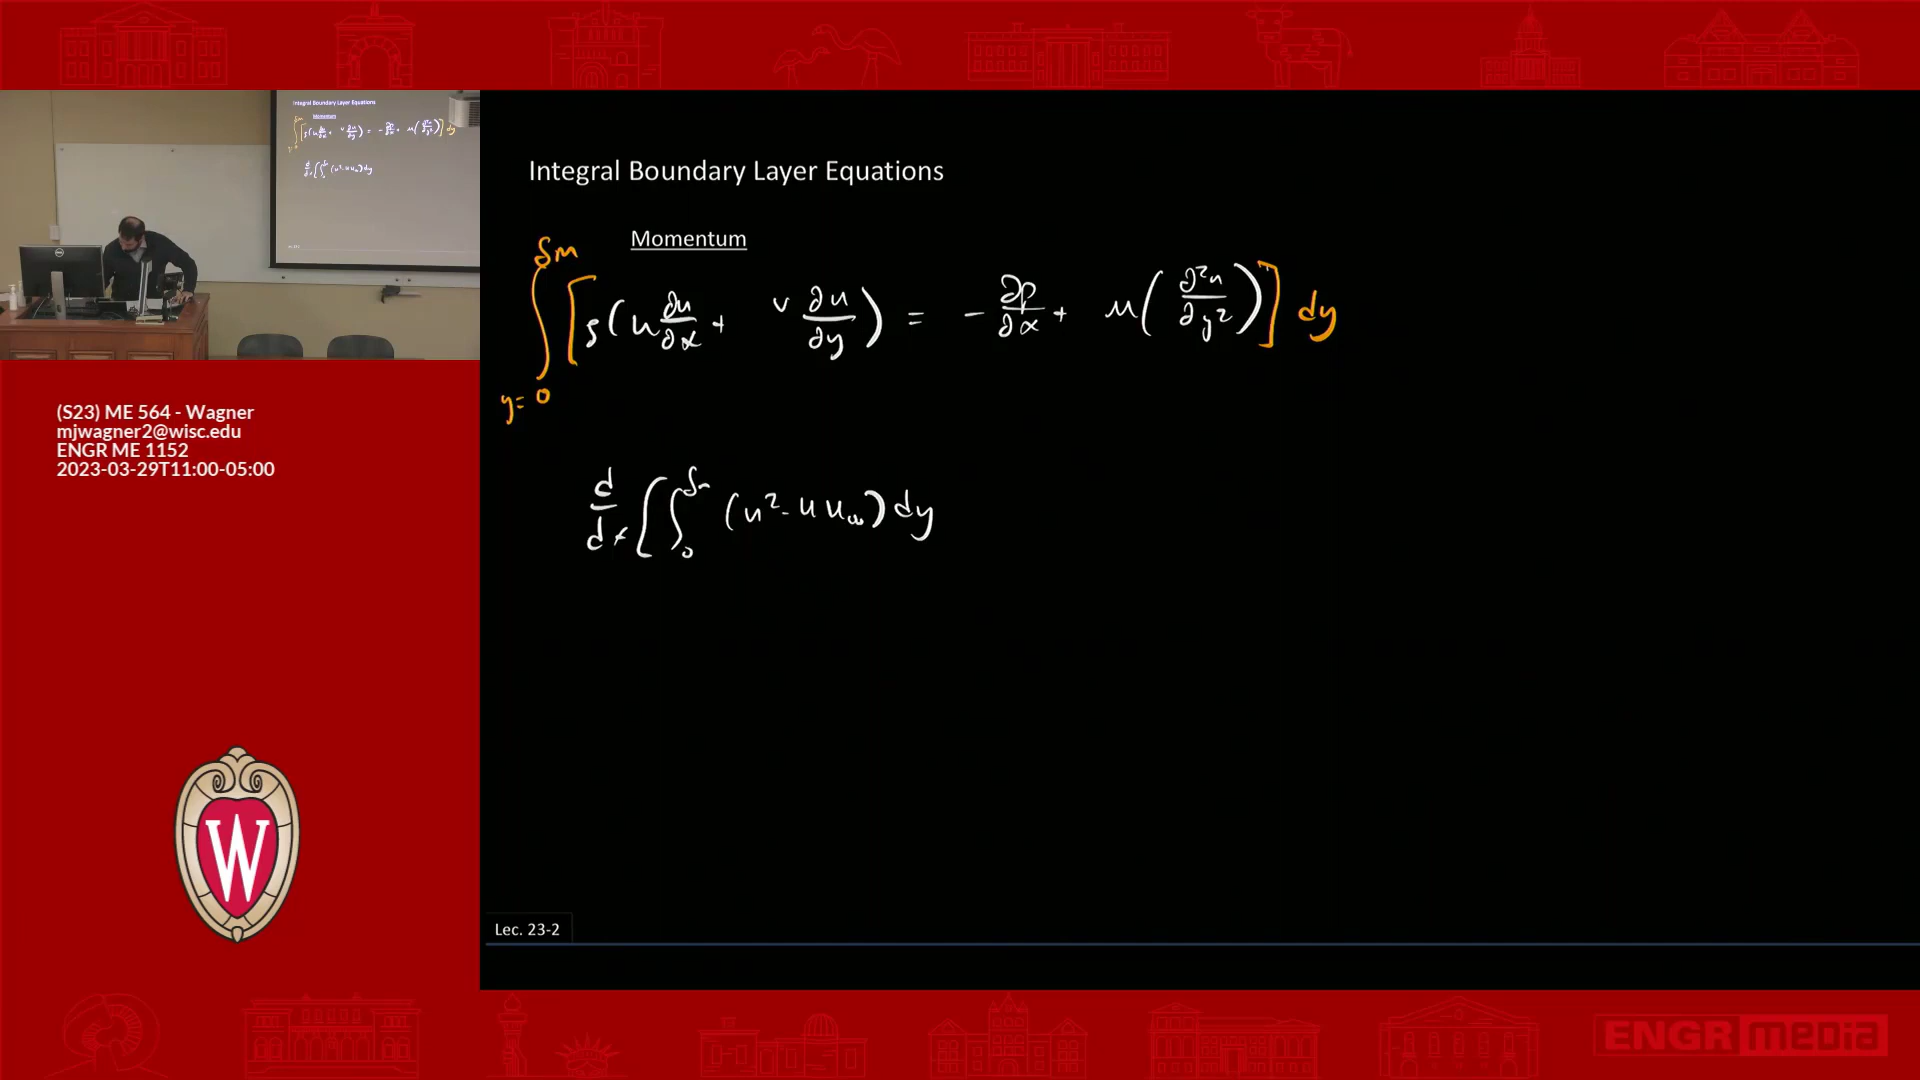 Integral Boundary Layer Equations
Momentum
∫_{y=0}^{δm} [ρ(u ∂u/∂x + v ∂u/∂y) = - ∂p/∂x + μ(∂²u/∂y²)] dy
d/dx [∫_0^{δm} (u² - u u∞) dy
Lec. 23-2
(S23) ME 564 - Wagner
mjwagner2@wisc.edu
ENGR ME 1152
2023-03-29T11:00-05:00
W
ENGR media